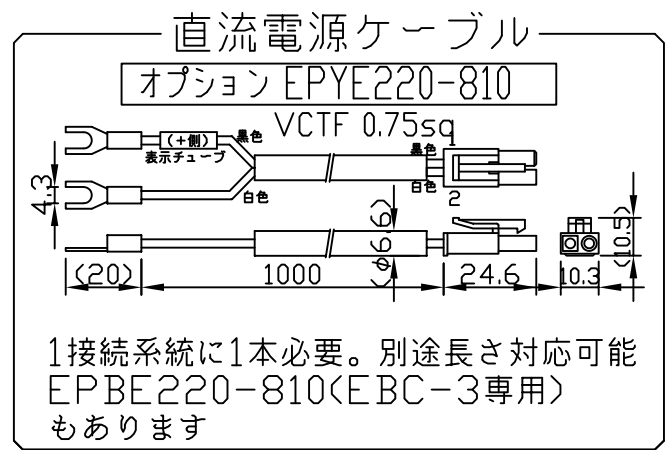 直流電源ケーブル
オプション EPYE220-810
VCTF 0.75sq
(+側)
黒色
表示チューブ
白色
黒色
1
白色
2
4.3
(φ6.6)
(10.5)
(20)
1000
24.6
10.3
1接続系統に1本必要。別途長さ対応可能
EPBE220-810(EBC-3専用)
もあります